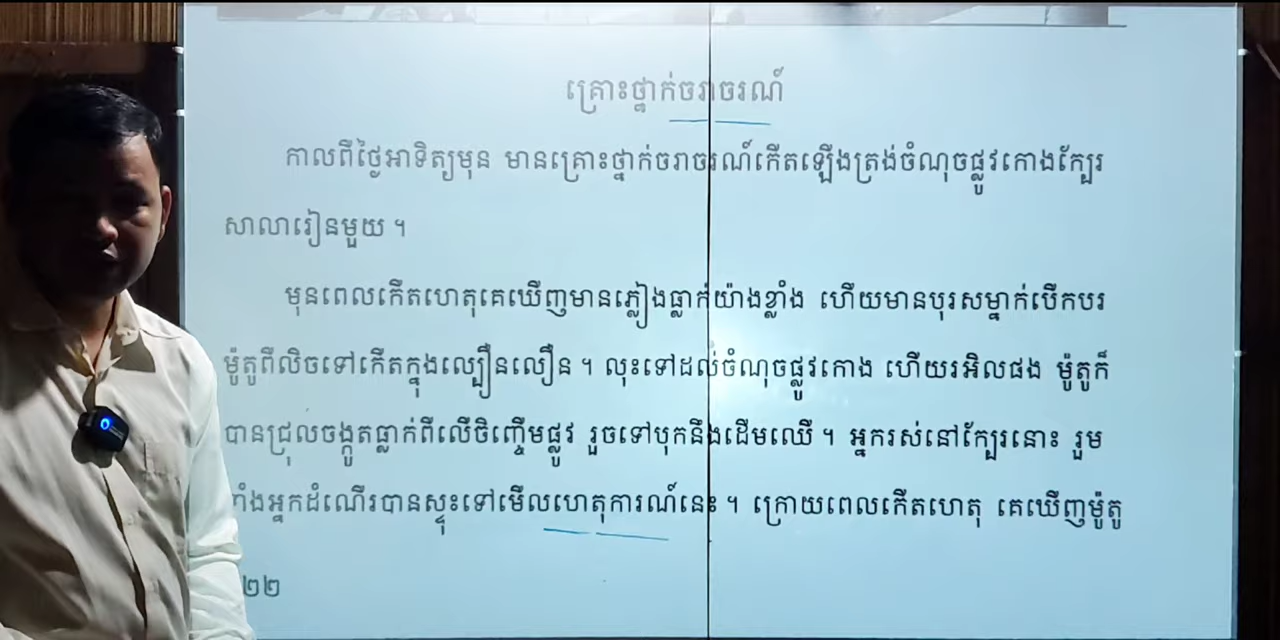 គ្រោះថ្នាក់ចរាចរណ៍
កាលពីថ្ងៃអាទិត្យមុន មានគ្រោះថ្នាក់ចរាចរណ៍កើតឡើងត្រង់ចំណុចផ្លូវកោងក្បែរ
សាលារៀនមួយ ។
មុនពេលកើតហេតុគេឃើញមានភ្លៀងធ្លាក់យ៉ាងខ្លាំង ហើយមានបុរសម្នាក់បើកបរ
ម៉ូតូពីលិចទៅកើតក្នុងល្បឿនលឿន ។ លុះទៅដល់ចំណុចផ្លូវកោង ហើយរអិលផង ម៉ូតូក៏
បានជ្រុលចង្កូតធ្លាក់ពីលើចិញ្ចើមផ្លូវ រួចទៅបុកនឹងដើមឈើ ។ អ្នករស់នៅក្បែរនោះ រួម
ទាំងអ្នកដំណើរបានស្ទុះទៅមើលហេតុការណ៍នេះ ។ ក្រោយពេលកើតហេតុ គេឃើញម៉ូតូ
២២